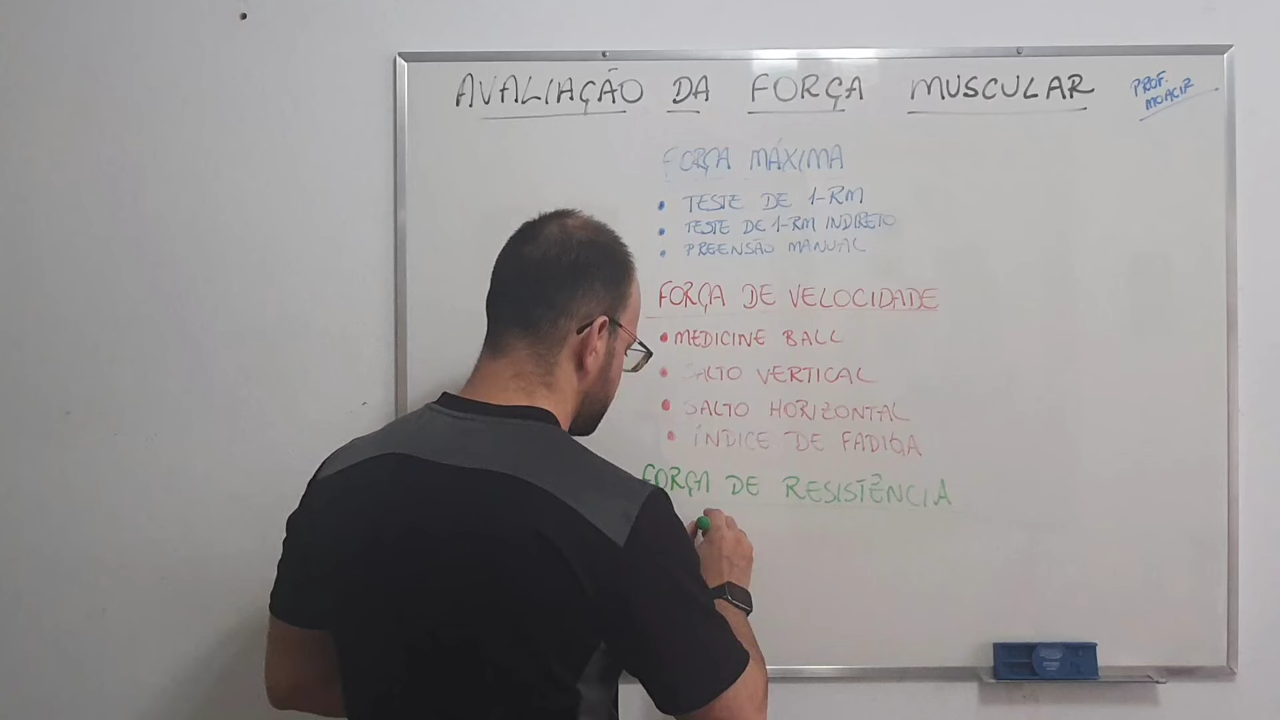 AVALIAÇÃO DA FORÇA MUSCULAR
PROF.
MOACIR
FORÇA MÁXIMA
• TESTE DE 1-RM
• TESTE DE 1-RM INDIRETO
• PREENSÃO MANUAL
FORÇA DE VELOCIDADE
• MEDICINE BALL
• SALTO VERTICAL
• SALTO HORIZONTAL
• ÍNDICE DE FADIGA
FORÇA DE RESISTÊNCIA